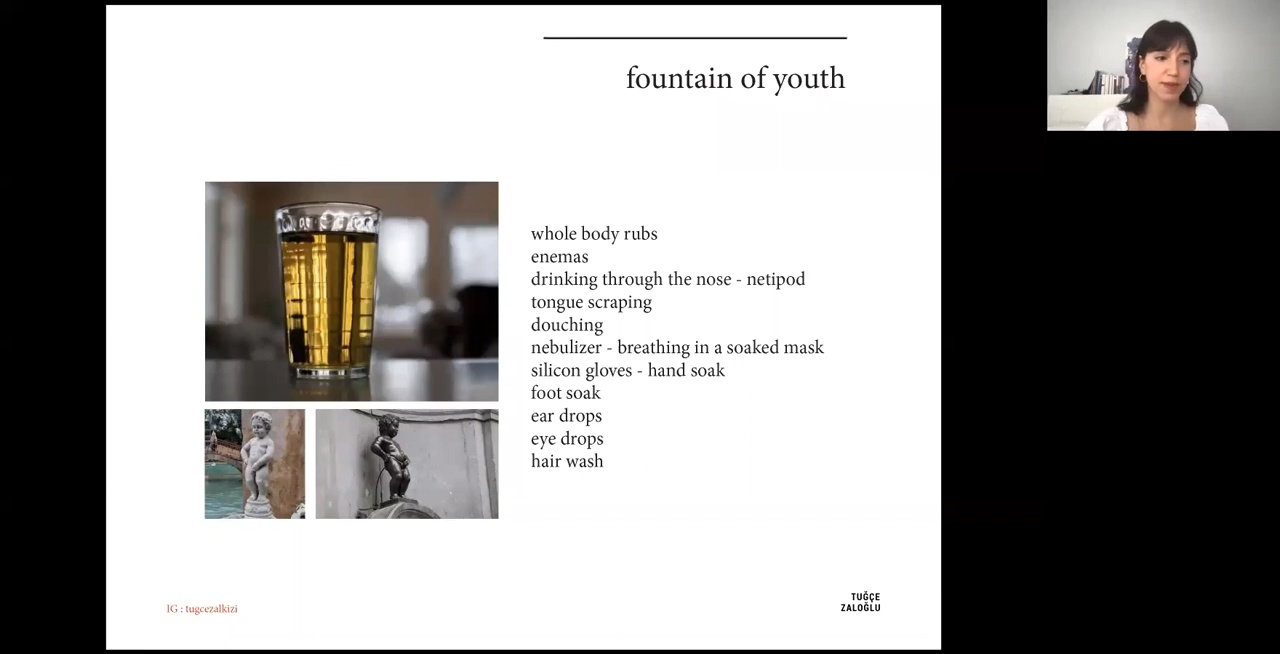 fountain of youth
whole body rubs
enemas
drinking through the nose - netipod
tongue scraping
douching
nebulizer - breathing in a soaked mask
silicon gloves - hand soak
foot soak
ear drops
eye drops
hair wash
IG : tugcezalkizi
TUĞÇE
ZALOĞLU